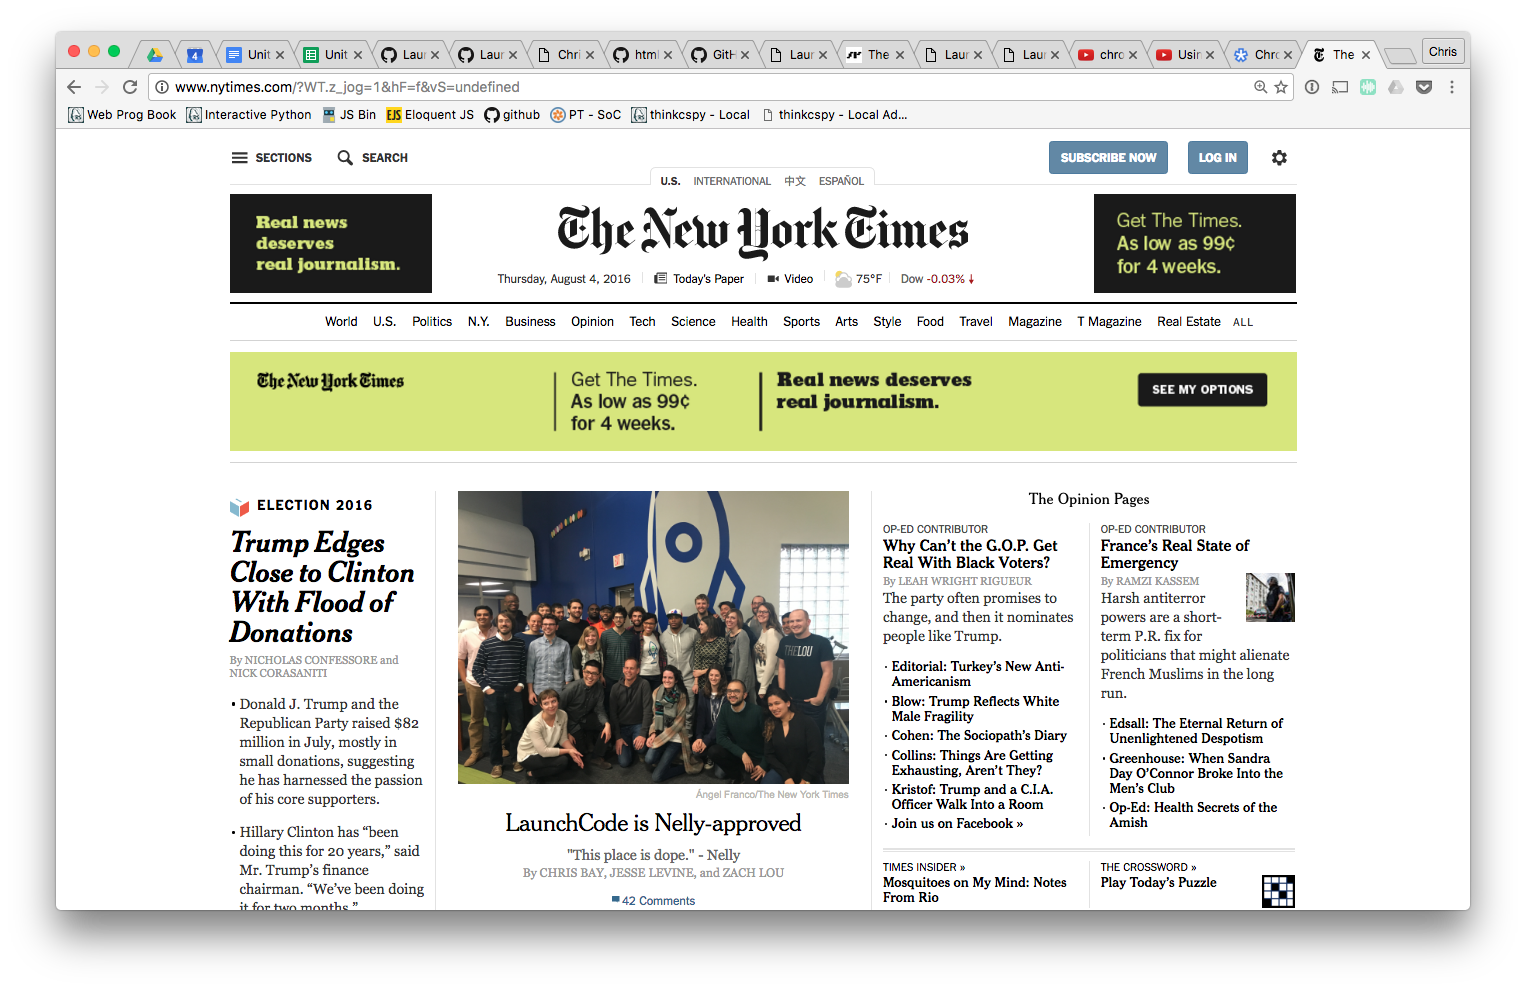 Unit
Unit
Laun
Laun
Chri
html
GitH
Laun
The
Laun
Laun
chro
Usin
Chro
The
Chris
www.nytimes.com/?WT.z_jog=1&hF=f&vS=undefined
Web Prog Book
Interactive Python
JS Bin
EJS Eloquent JS
github
PT - SoC
thinkcspy - Local
thinkcspy - Local Ad...
SECTIONS
SEARCH
SUBSCRIBE NOW
LOG IN
U.S. INTERNATIONAL 中文 ESPAÑOL
Real news
deserves
real journalism.
The New York Times
Get The Times.
As low as 99¢
for 4 weeks.
Thursday, August 4, 2016
Today's Paper
Video
75°F
Dow -0.03% ↓
World U.S. Politics N.Y. Business Opinion Tech Science Health Sports Arts Style Food Travel Magazine T Magazine Real Estate ALL
The New York Times
Get The Times.
As low as 99¢
for 4 weeks.
Real news deserves
real journalism.
SEE MY OPTIONS
ELECTION 2016
Trump Edges
Close to Clinton
With Flood of
Donations
By NICHOLAS CONFESSORE and
NICK CORASANITI
• Donald J. Trump and the
Republican Party raised $82
million in July, mostly in
small donations, suggesting
he has harnessed the passion
of his core supporters.
• Hillary Clinton has “been
doing this for 20 years,” said
Mr. Trump’s finance
chairman. “We’ve been doing
it for two months.”
THELOU
Ángel Franco/The New York Times
LaunchCode is Nelly-approved
"This place is dope." - Nelly
By CHRIS BAY, JESSE LEVINE, and ZACH LOU
42 Comments
The Opinion Pages
OP-ED CONTRIBUTOR
Why Can’t the G.O.P. Get
Real With Black Voters?
By LEAH WRIGHT RIGUEUR
The party often promises to
change, and then it nominates
people like Trump.
· Editorial: Turkey’s New Anti-
Americanism
· Blow: Trump Reflects White
Male Fragility
· Cohen: The Sociopath’s Diary
· Collins: Things Are Getting
Exhausting, Aren’t They?
· Kristof: Trump and a C.I.A.
Officer Walk Into a Room
· Join us on Facebook »
OP-ED CONTRIBUTOR
France’s Real State of
Emergency
By RAMZI KASSEM
Harsh antiterror
powers are a short-
term P.R. fix for
politicians that might alienate
French Muslims in the long
run.
· Edsall: The Eternal Return of
Unenlightened Despotism
· Greenhouse: When Sandra
Day O’Connor Broke Into the
Men’s Club
· Op-Ed: Health Secrets of the
Amish
TIMES INSIDER »
Mosquitoes on My Mind: Notes
From Rio
THE CROSSWORD »
Play Today’s Puzzle